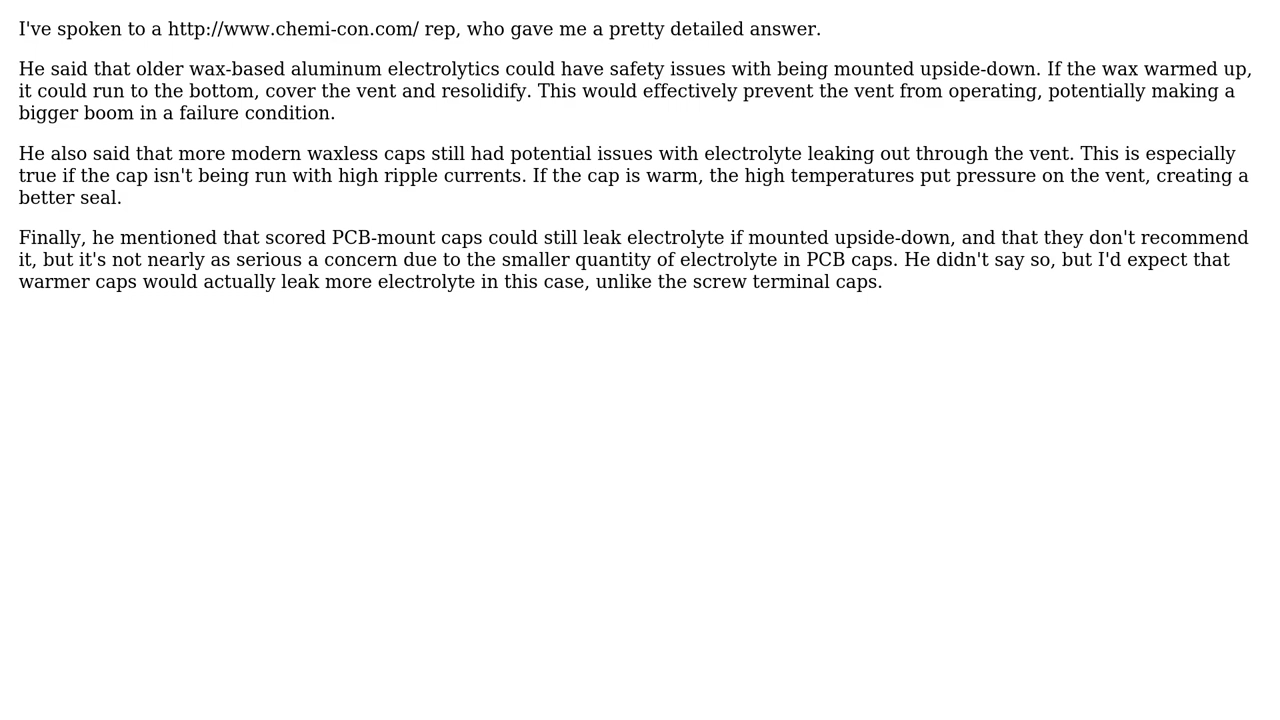 I've spoken to a http://www.chemi-con.com/ rep, who gave me a pretty detailed answer.
He said that older wax-based aluminum electrolytics could have safety issues with being mounted upside-down. If the wax warmed up,
it could run to the bottom, cover the vent and resolidify. This would effectively prevent the vent from operating, potentially making a
bigger boom in a failure condition.
He also said that more modern waxless caps still had potential issues with electrolyte leaking out through the vent. This is especially
true if the cap isn't being run with high ripple currents. If the cap is warm, the high temperatures put pressure on the vent, creating a
better seal.
Finally, he mentioned that scored PCB-mount caps could still leak electrolyte if mounted upside-down, and that they don't recommend
it, but it's not nearly as serious a concern due to the smaller quantity of electrolyte in PCB caps. He didn't say so, but I'd expect that
warmer caps would actually leak more electrolyte in this case, unlike the screw terminal caps.